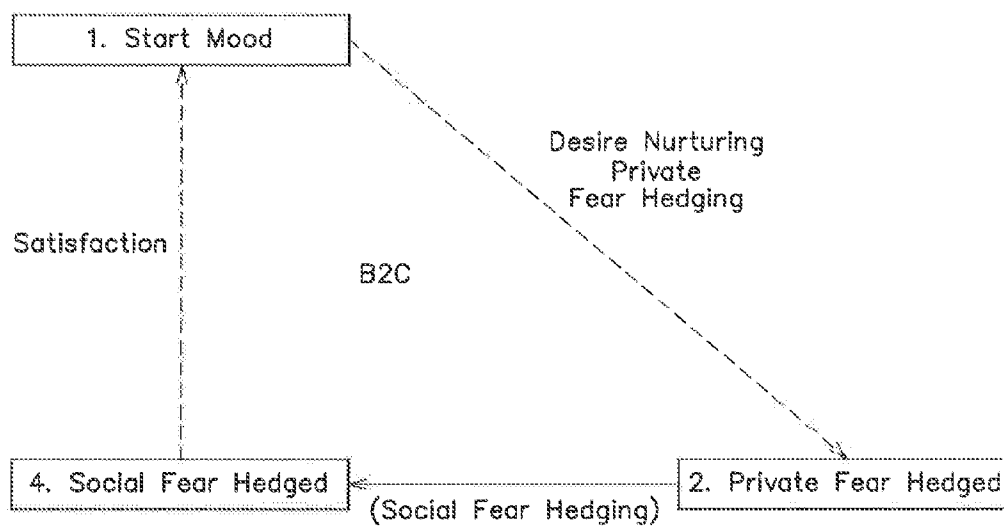 1. Start Mood
Desire Nurturing
Private
Fear Hedging
Satisfaction
B2C
4. Social Fear Hedged
(Social Fear Hedging)
2. Private Fear Hedged